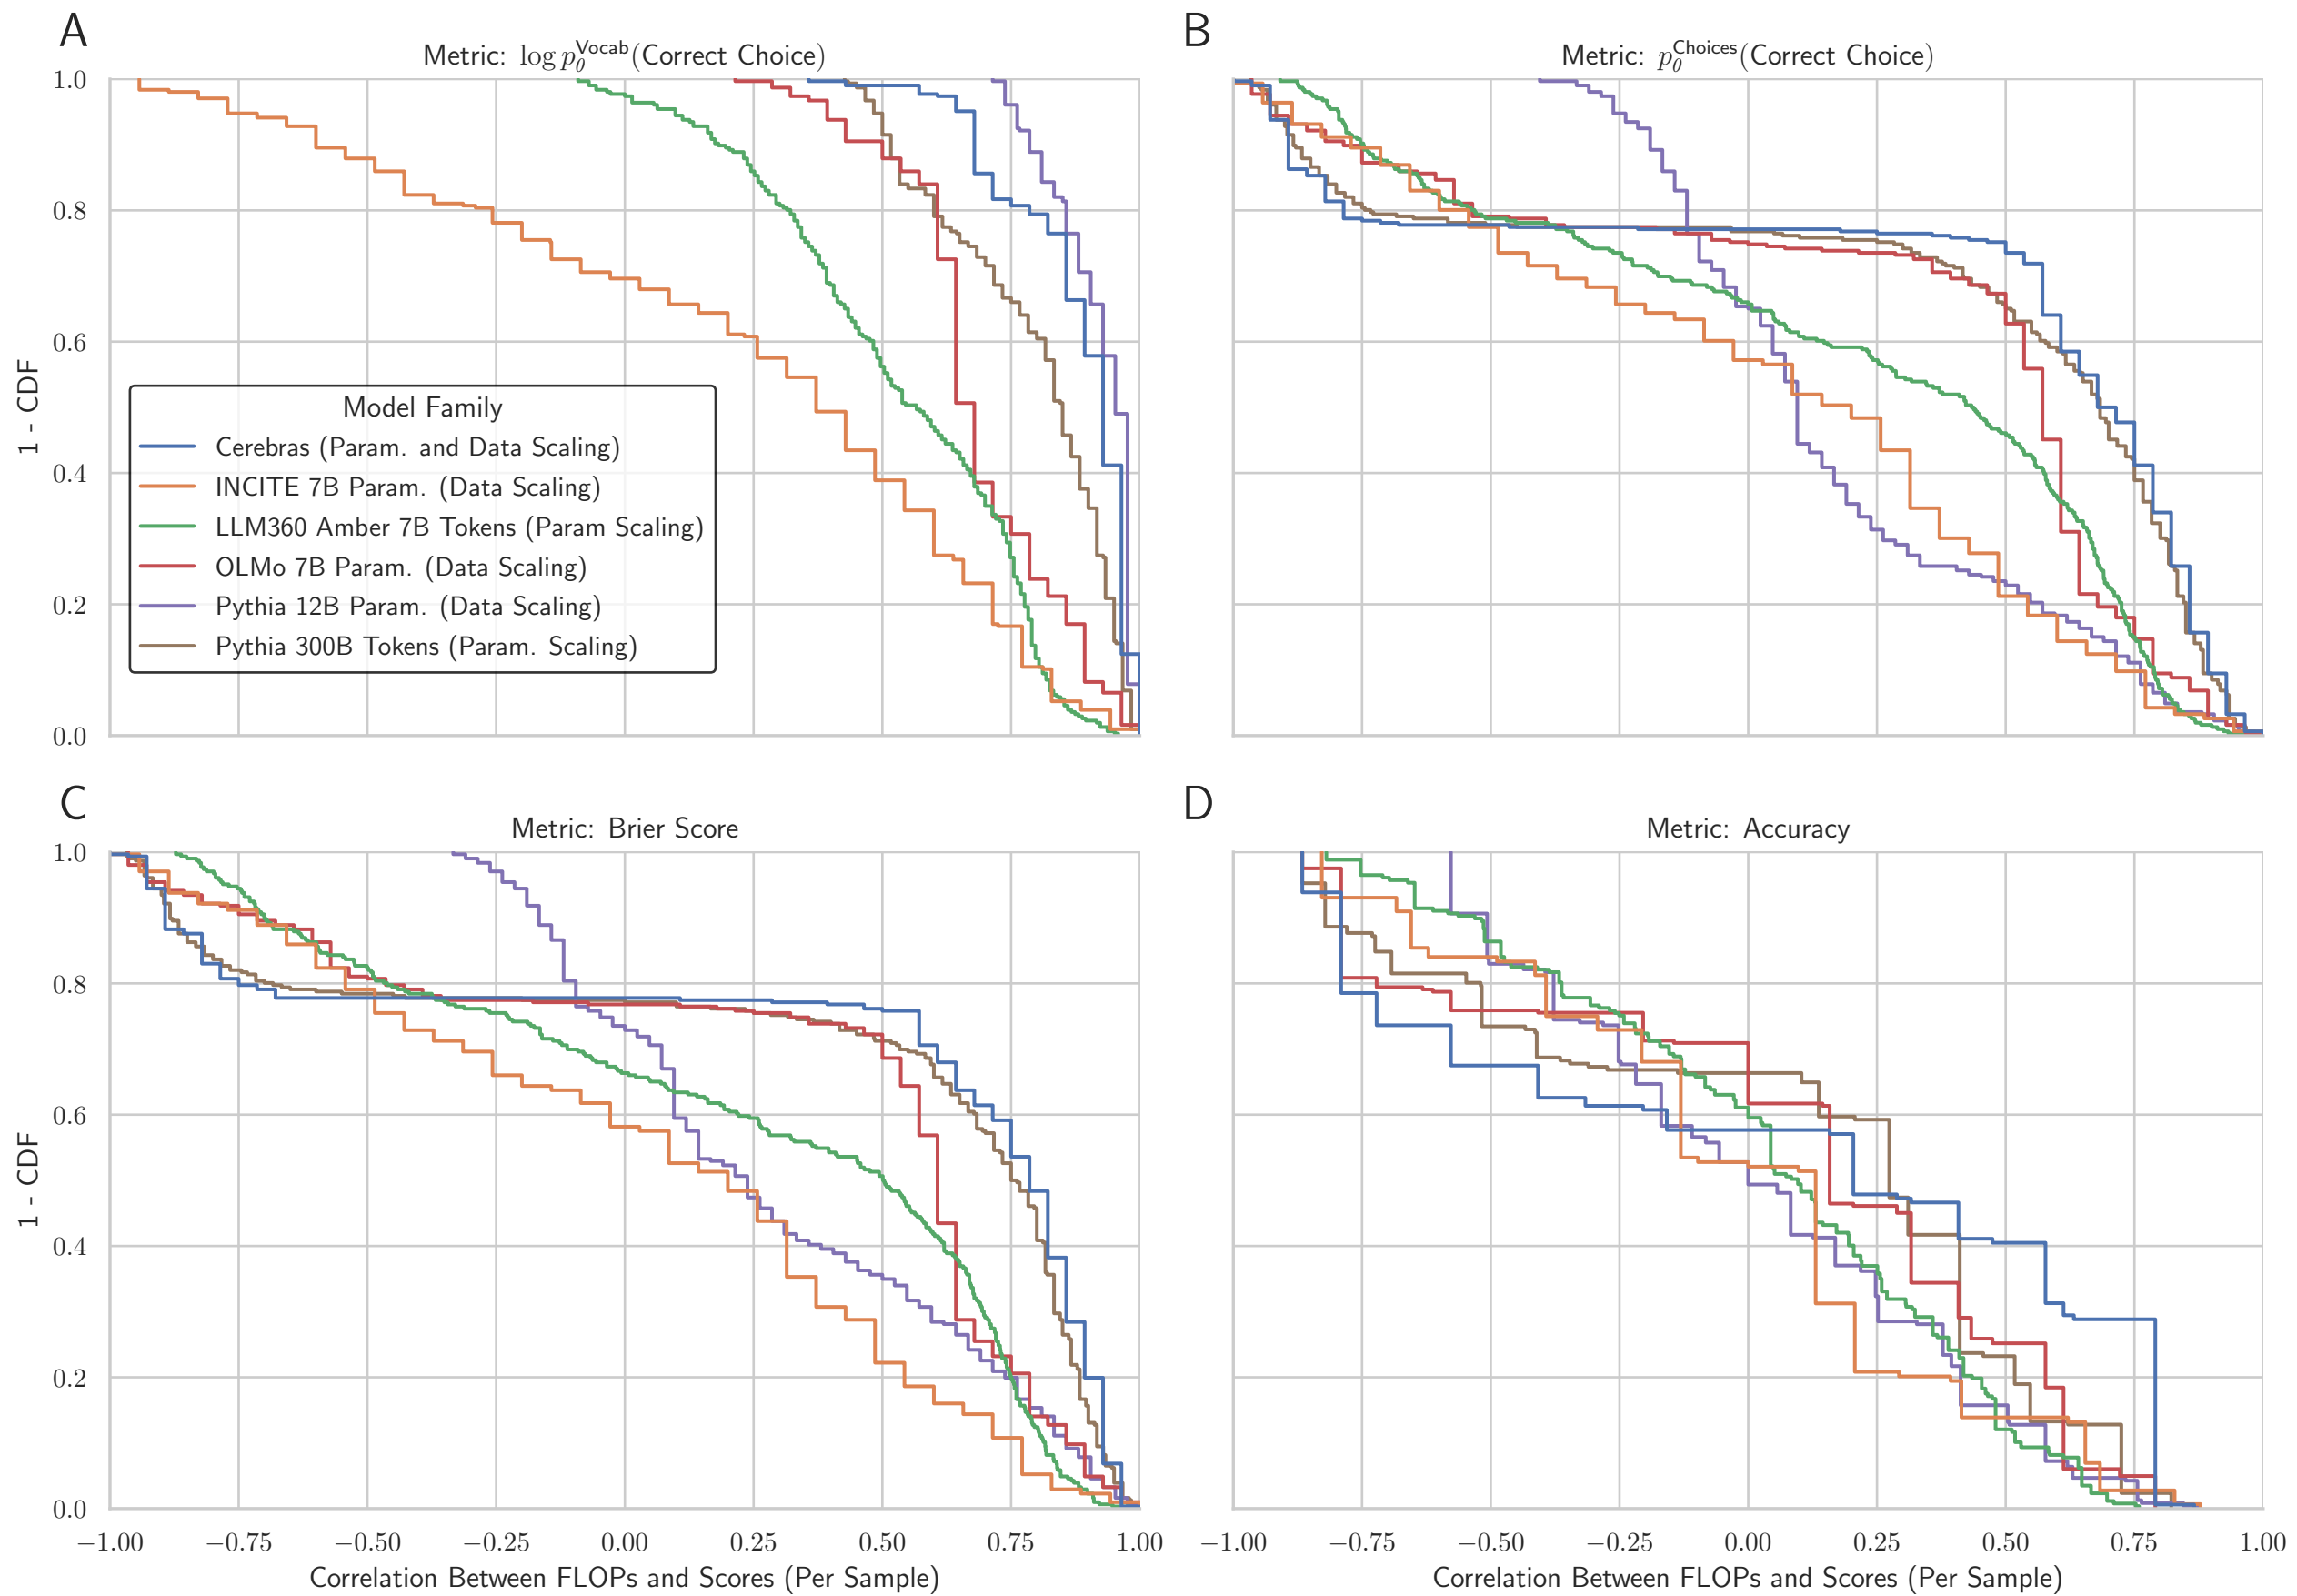 A
Metric: log p_θ^Vocab(Correct Choice)
1.0
0.8
0.6
0.4
0.2
0.0
1 - CDF
Model Family
Cerebras (Param. and Data Scaling)
INCITE 7B Param. (Data Scaling)
LLM360 Amber 7B Tokens (Param Scaling)
OLMo 7B Param. (Data Scaling)
Pythia 12B Param. (Data Scaling)
Pythia 300B Tokens (Param. Scaling)
B
Metric: p_θ^Choices(Correct Choice)
C
Metric: Brier Score
1.0
0.8
0.6
0.4
0.2
0.0
1 - CDF
−1.00 −0.75 −0.50 −0.25 0.00 0.25 0.50 0.75 1.00
Correlation Between FLOPs and Scores (Per Sample)
D
Metric: Accuracy
−1.00 −0.75 −0.50 −0.25 0.00 0.25 0.50 0.75 1.00
Correlation Between FLOPs and Scores (Per Sample)